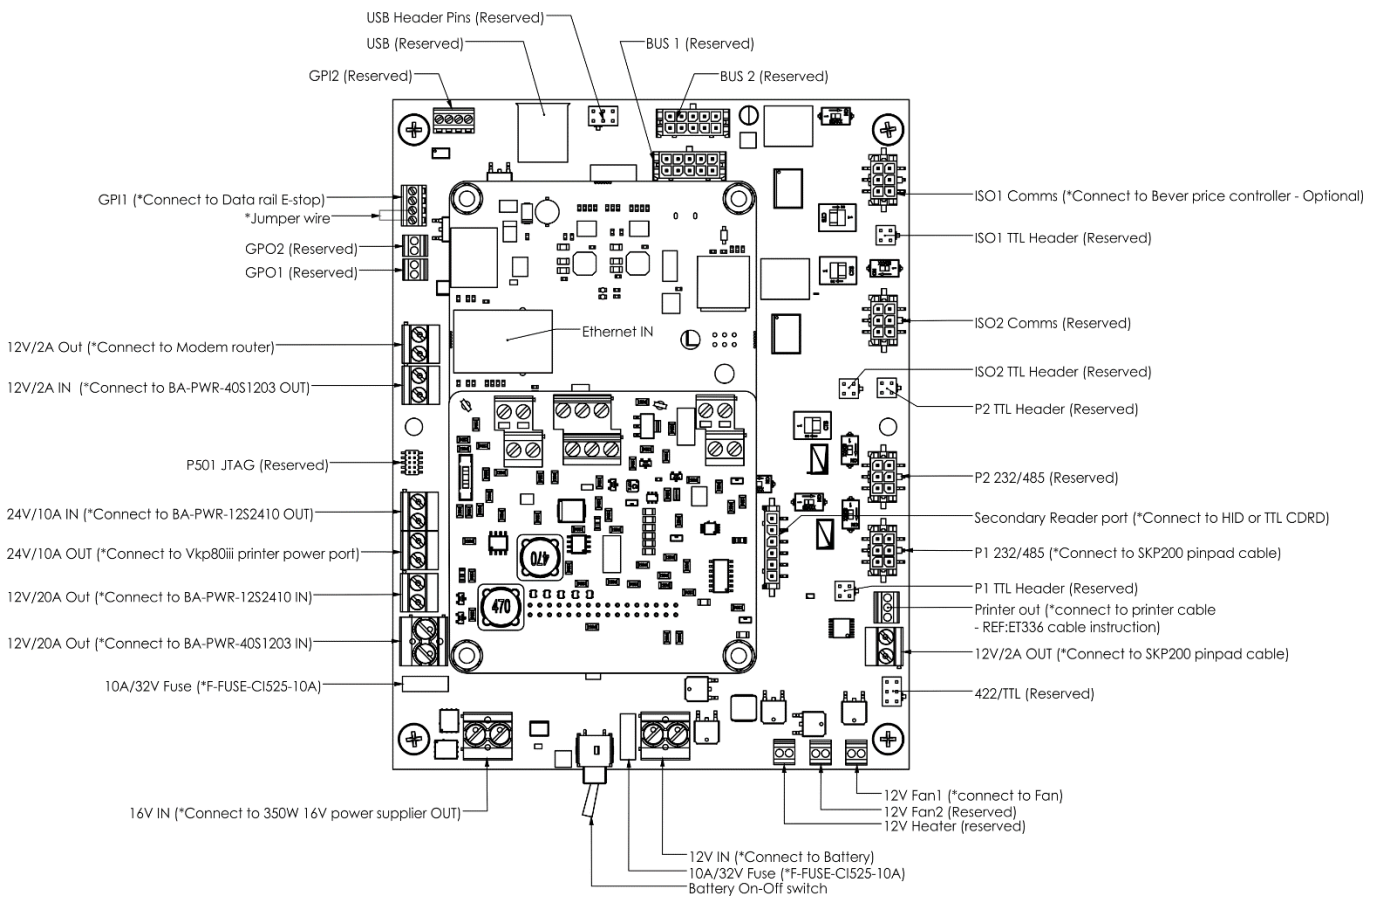 USB Header Pins (Reserved)
USB (Reserved)
BUS 1 (Reserved)
GPI2 (Reserved)
BUS 2 (Reserved)
GPI1 (*Connect to Data rail E-stop)
*Jumper wire
GPO2 (Reserved)
GPO1 (Reserved)
12V/2A Out (*Connect to Modem router)
12V/2A IN (*Connect to BA-PWR-40S1203 OUT)
P501 JTAG (Reserved)
24V/10A IN (*Connect to BA-PWR-12S2410 OUT)
24V/10A OUT (*Connect to Vkp80iii printer power port)
12V/20A Out (*Connect to BA-PWR-12S2410 IN)
12V/20A Out (*Connect to BA-PWR-40S1203 IN)
10A/32V Fuse (*F-FUSE-CI525-10A)
16V IN (*Connect to 350W 16V power supplier OUT)
Ethernet IN
470
470
ISO1 Comms (*Connect to Bever price controller - Optional)
ISO1 TTL Header (Reserved)
ISO2 Comms (Reserved)
ISO2 TTL Header (Reserved)
P2 TTL Header (Reserved)
P2 232/485 (Reserved)
Secondary Reader port (*Connect to HID or TTL CDRD)
P1 232/485 (*Connect to SKP200 pinpad cable)
P1 TTL Header (Reserved)
Printer out (*connect to printer cable
- REF:ET336 cable instruction)
12V/2A OUT (*Connect to SKP200 pinpad cable)
422/TTL (Reserved)
12V Fan1 (*connect to Fan)
12V Fan2 (Reserved)
12V Heater (reserved)
12V IN (*Connect to Battery)
10A/32V Fuse (*F-FUSE-CI525-10A)
Battery On-Off switch